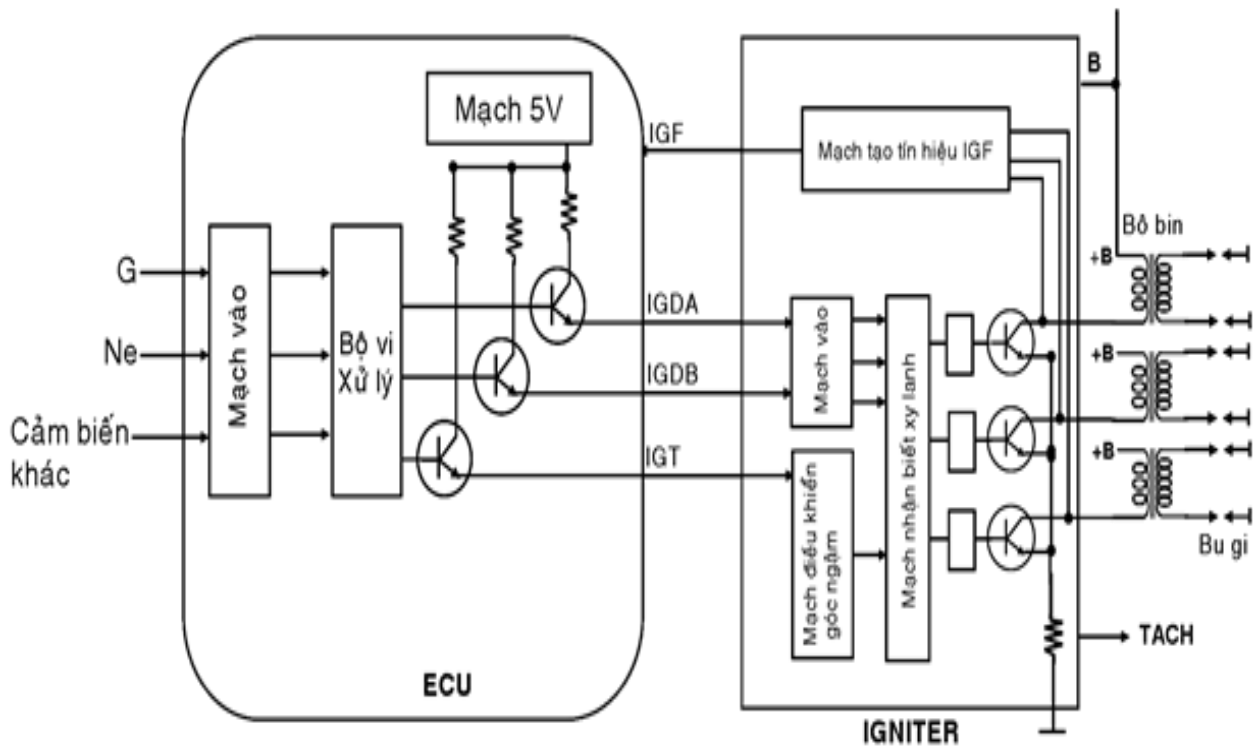 B
Mạch 5V
IGF
Mạch tạo tín hiệu IGF
Bô bin
+B
G
Ne
Cảm biến
khác
Mạch vào
Bộ vi
Xử lý
IGDA
IGDB
IGT
Mạch vào
Mạch điều khiển
góc ngậm
Mạch nhận biết xy lanh
+B
+B
Bu gi
TACH
ECU
IGNITER